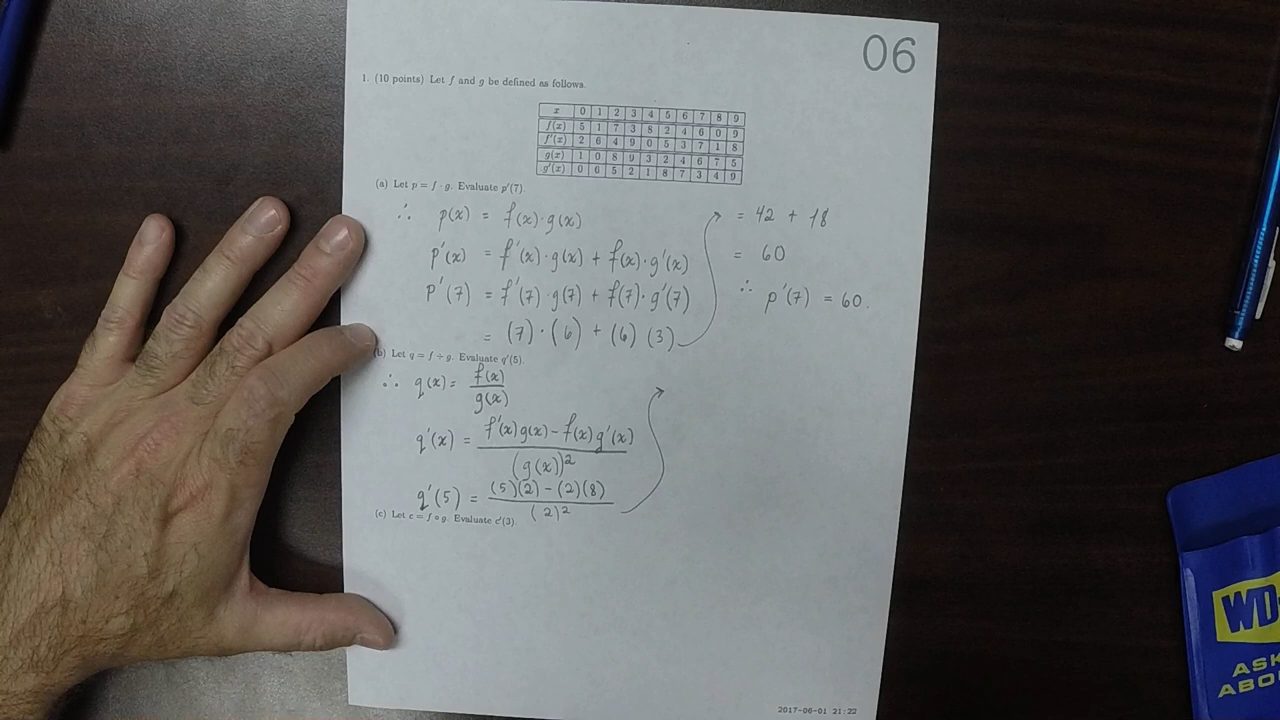 06
1. (10 points) Let f and g be defined as follows.
x 0 1 2 3 4 5 6 7 8 9
f(x) 5 1 7 3 8 2 4 6 0 9
f′(x) 2 6 4 9 0 5 3 7 1 8
g(x) 1 0 8 9 3 2 4 6 7 5
g′(x) 0 6 5 2 1 8 7 3 4 9
(a) Let p = f · g. Evaluate p′(7).
∴ p(x) = f(x)·g(x)
p′(x) = f′(x)·g(x) + f(x)·g′(x)
p′(7) = f′(7)·g(7) + f(7)·g′(7)
= (7)·(6) + (6)(3)
= 42 + 18
= 60
∴ p′(7) = 60.
(b) Let q = f ÷ g. Evaluate q′(5).
∴ q(x) = f(x)/g(x)
q′(x) = f′(x)g(x) – f(x)g′(x)/(g(x))²
q′(5) = (5)(2) – (2)(8)/(2)²
(c) Let c = f ∘ g. Evaluate c′(3).
2017-06-01 21:22
WD-
ASK
ABO